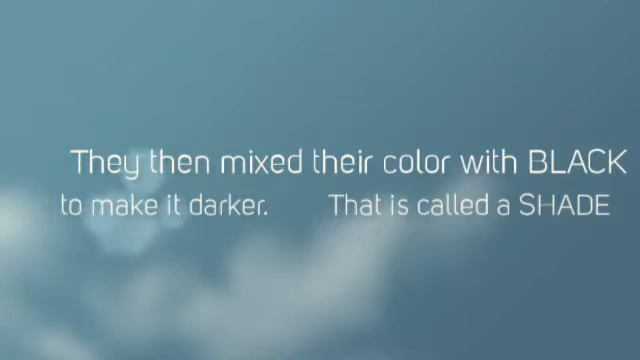 They then mixed their color with BLACK
to make it darker. That is called a SHADE